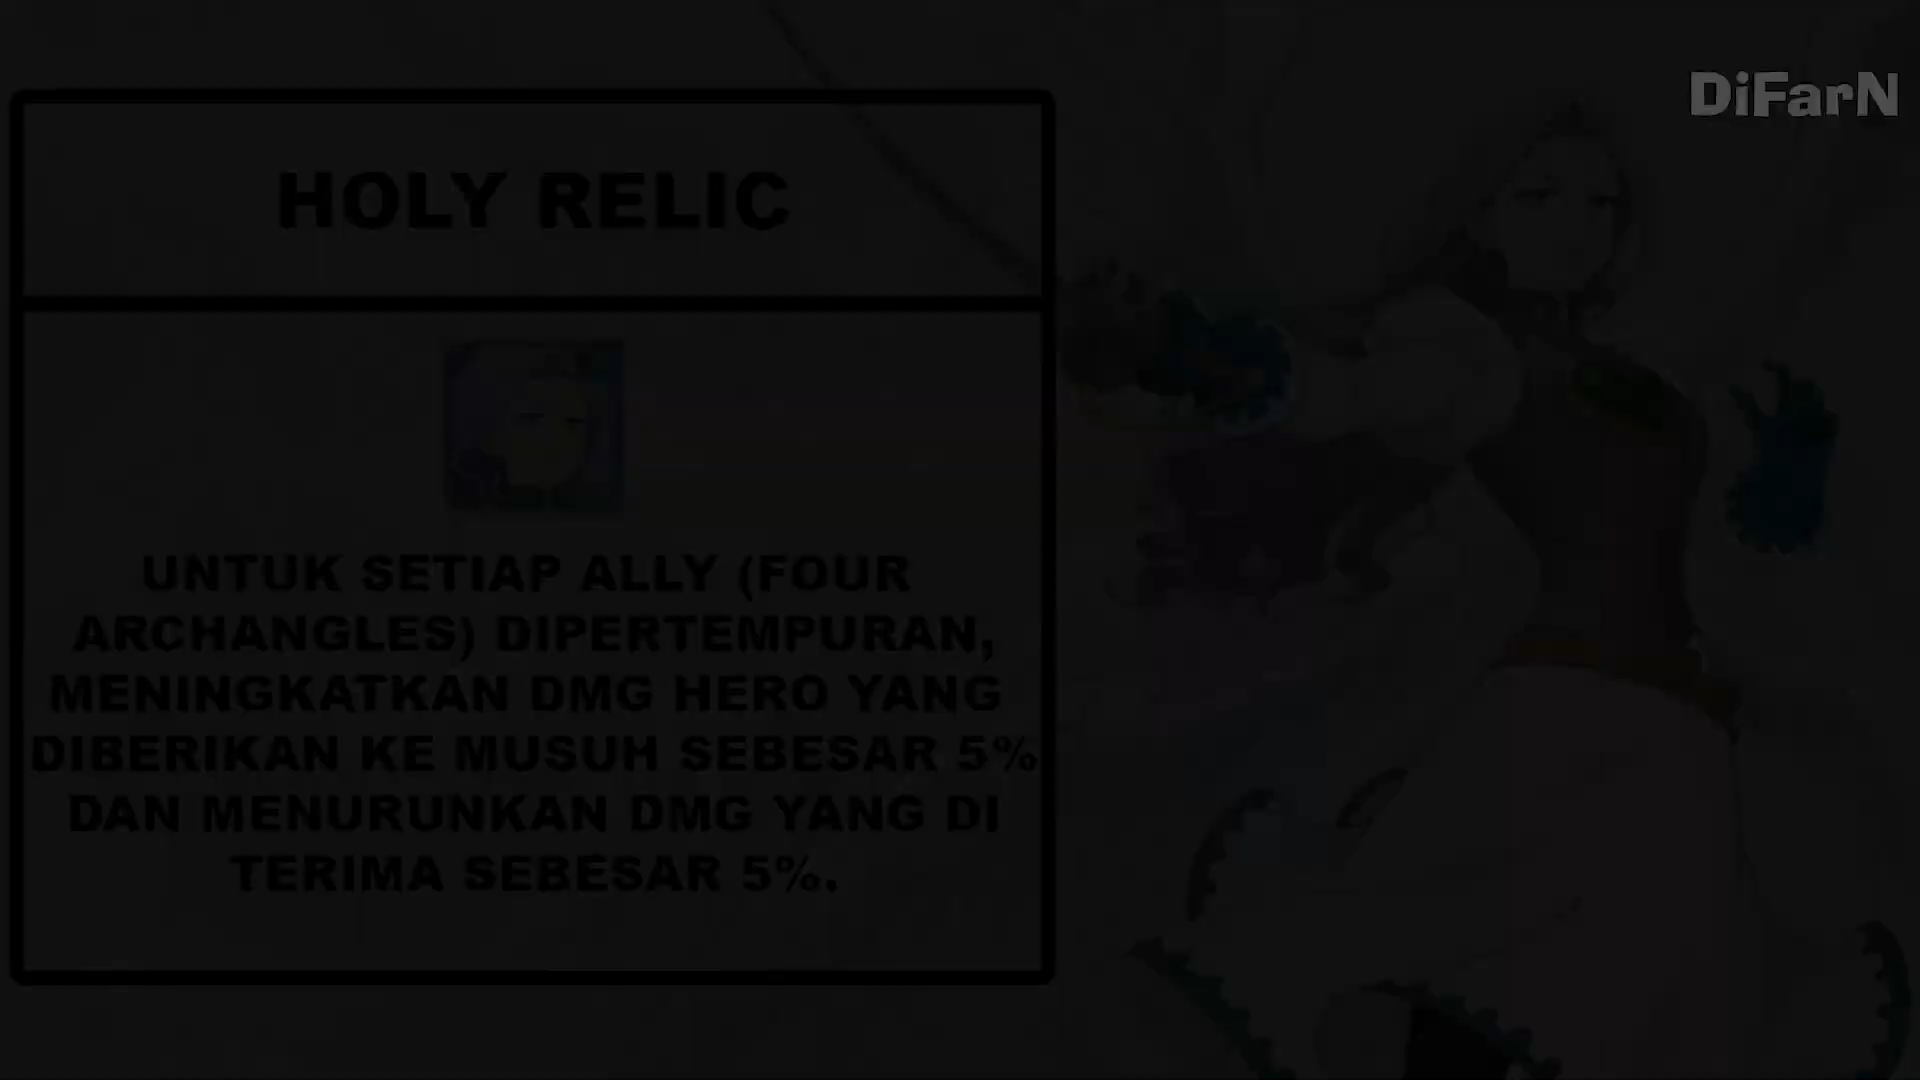 DiFarN
HOLY RELIC
UNTUK SETIAP ALLY (FOUR
ARCHANGLES) DIPERTEMPURAN,
MENINGKATKAN DMG HERO YANG
DIBERIKAN KE MUSUH SEBESAR 5%
DAN MENURUNKAN DMG YANG DI
TERIMA SEBESAR 5%.